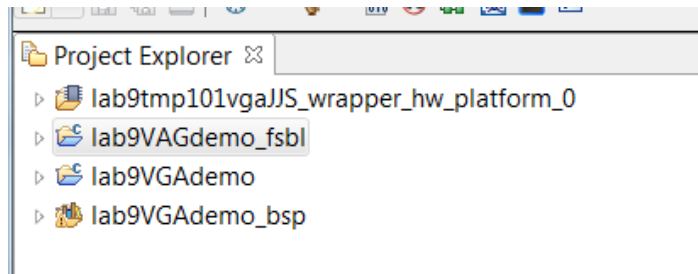 Project Explorer
lab9tmp101vgaJJS_wrapper_hw_platform_0
lab9VAGdemo_fsbl
lab9VGAdemo
lab9VGAdemo_bsp